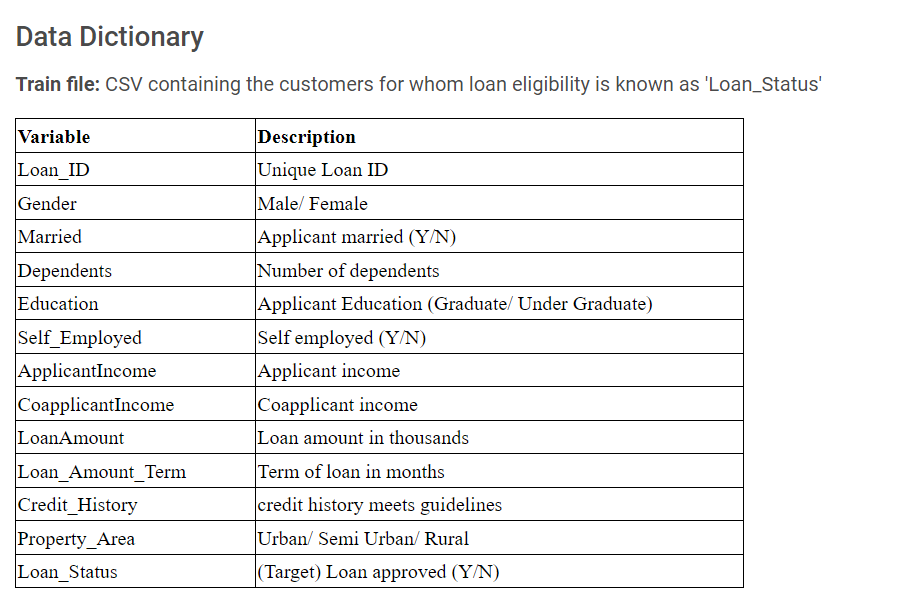 Data Dictionary
Train file: CSV containing the customers for whom loan eligibility is known as 'Loan_Status'
Variable Description
Loan_ID Unique Loan ID
Gender Male/ Female
Married Applicant married (Y/N)
Dependents Number of dependents
Education Applicant Education (Graduate/ Under Graduate)
Self_Employed Self employed (Y/N)
ApplicantIncome Applicant income
CoapplicantIncome Coapplicant income
LoanAmount Loan amount in thousands
Loan_Amount_Term Term of loan in months
Credit_History credit history meets guidelines
Property_Area Urban/ Semi Urban/ Rural
Loan_Status (Target) Loan approved (Y/N)